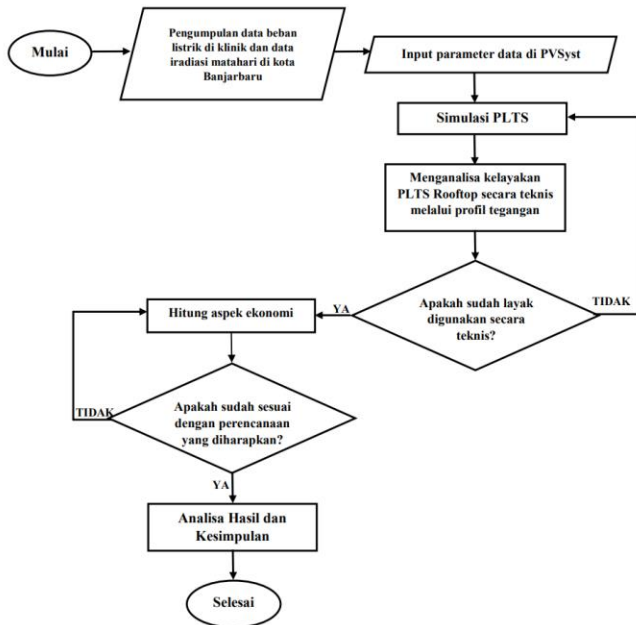 Mulai
Pengumpulan data beban
listrik di klinik dan data
iradiasi matahari di kota
Banjarbaru
Input parameter data di PVSyst
Simulasi PLTS
Menganalisa kelayakan
PLTS Rooftop secara teknis
melalui profil tegangan
Apakah sudah layak
digunakan secara
teknis?
TIDAK
YA
Hitung aspek ekonomi
Apakah sudah sesuai
dengan perencanaan
yang diharapkan?
TIDAK
YA
Analisa Hasil dan
Kesimpulan
Selesai